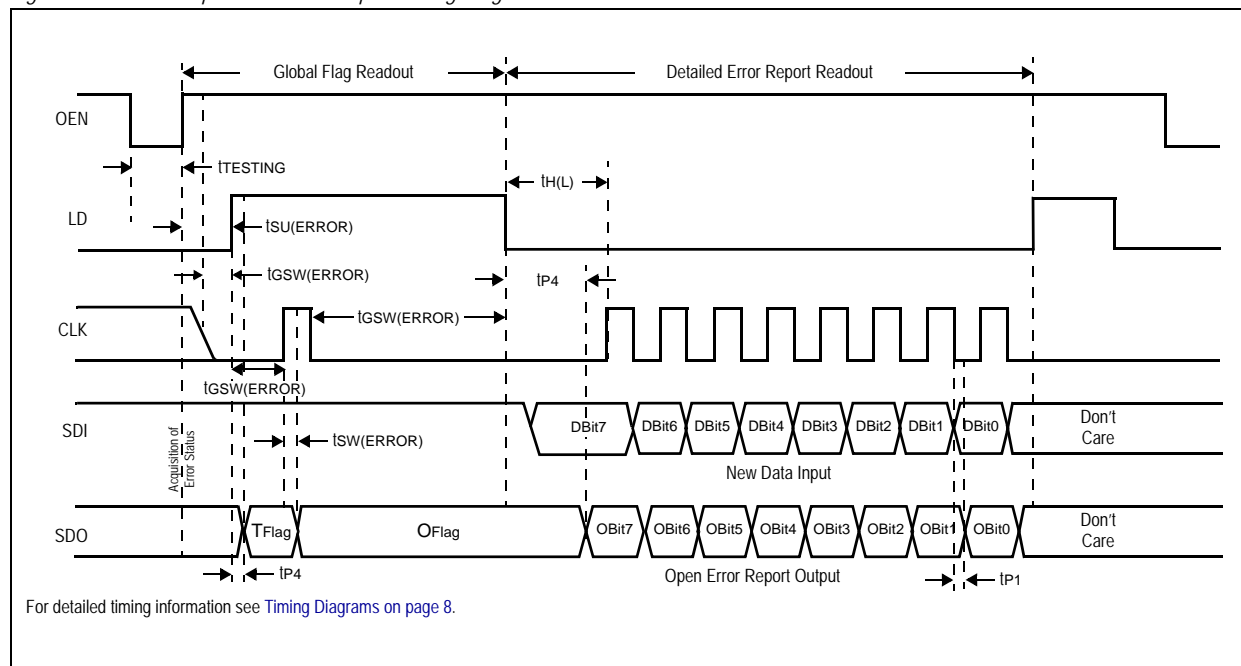 Global Flag Readout
Detailed Error Report Readout
OEN
tTESTING
tH(L)
LD
tSU(ERROR)
tGSW(ERROR)
tP4
CLK
tGSW(ERROR)
tGSW(ERROR)
SDI
DBit7 DBit6 DBit5 DBit4 DBit3 DBit2 DBit1 DBit0
Don't
Care
tSW(ERROR)
Acquisition of
Error Status
New Data Input
SDO
TFlag
OFlag
OBit7 OBit6 OBit5 OBit4 OBit3 OBit2 OBit1 OBit0
Don't
Care
tP4
Open Error Report Output
tP1
For detailed timing information see Timing Diagrams on page 8.